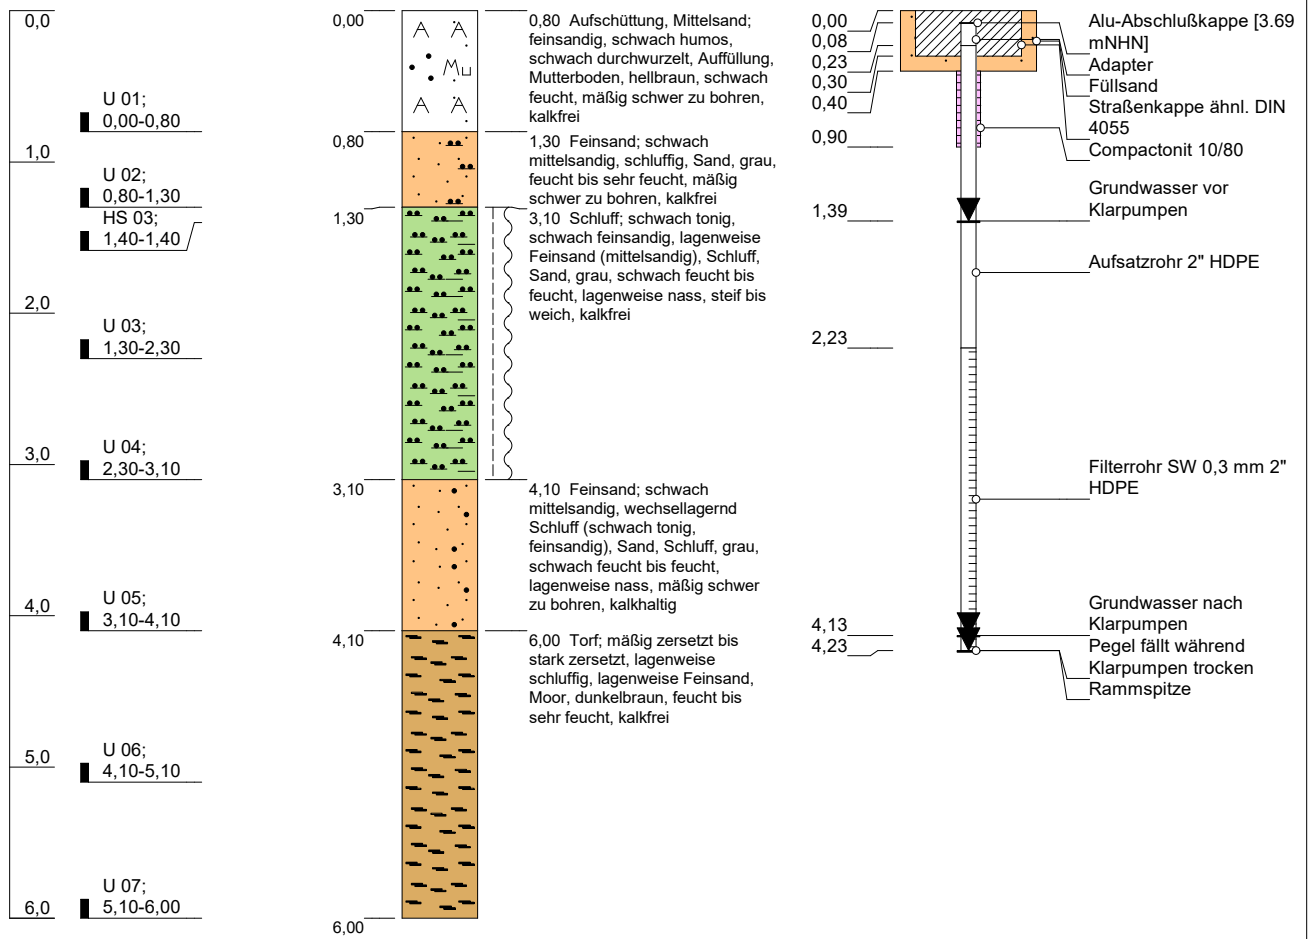 0,0
1,0
2,0
3,0
4,0
5,0
6,0
U 01;
0,00-0,80
U 02;
0,80-1,30
HS 03;
1,40-1,40
U 03;
1,30-2,30
U 04;
2,30-3,10
U 05;
3,10-4,10
U 06;
4,10-5,10
U 07;
5,10-6,00
0,00
0,80
1,30
3,10
4,10
6,00
A A
Mu
A A
0,80 Aufschüttung, Mittelsand;
feinsandig, schwach humos,
schwach durchwurzelt, Auffüllung,
Mutterboden, hellbraun, schwach
feucht, mäßig schwer zu bohren,
kalkfrei
1,30 Feinsand; schwach
mittelsandig, schluffig, Sand, grau,
feucht bis sehr feucht, mäßig
schwer zu bohren, kalkfrei
3,10 Schluff; schwach tonig,
schwach feinsandig, lagenweise
Feinsand (mittelsandig), Schluff,
Sand, grau, schwach feucht bis
feucht, lagenweise nass, steif bis
weich, kalkfrei
4,10 Feinsand; schwach
mittelsandig, wechsellagernd
Schluff (schwach tonig,
feinsandig), Sand, Schluff, grau,
schwach feucht bis feucht,
lagenweise nass, mäßig schwer
zu bohren, kalkhaltig
6,00 Torf; mäßig zersetzt bis
stark zersetzt, lagenweise
schluffig, lagenweise Feinsand,
Moor, dunkelbraun, feucht bis
sehr feucht, kalkfrei
0,00
0,08
0,23
0,30
0,40
0,90
1,39
2,23
4,13
4,23
Alu-Abschlußkappe [3.69
mNHN]
Adapter
Füllsand
Straßenkappe ähnl. DIN
4055
Compactonit 10/80
Grundwasser vor
Klarpumpen
Aufsatzrohr 2" HDPE
Filterrohr SW 0,3 mm 2"
HDPE
Grundwasser nach
Klarpumpen
Pegel fällt während
Klarpumpen trocken
Rammspitze